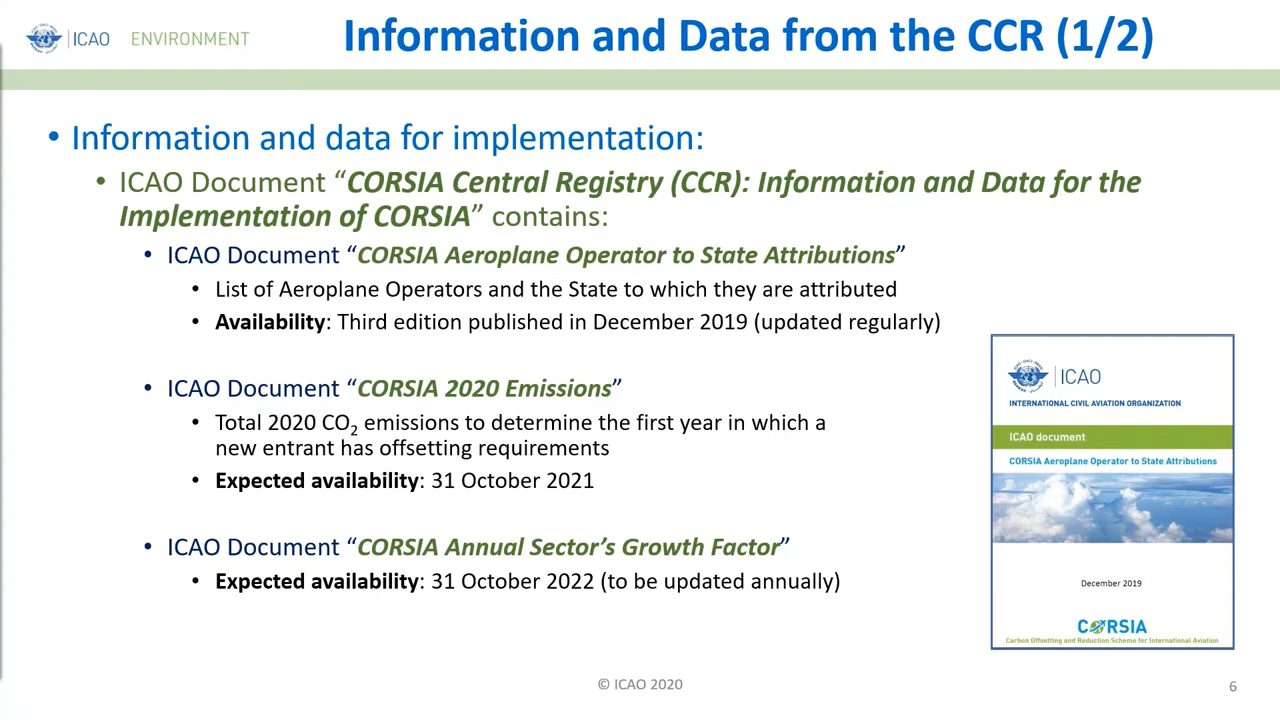 ICAO ENVIRONMENT
Information and Data from the CCR (1/2)
• Information and data for implementation:
• ICAO Document “CORSIA Central Registry (CCR): Information and Data for the
Implementation of CORSIA” contains:
• ICAO Document “CORSIA Aeroplane Operator to State Attributions”
• List of Aeroplane Operators and the State to which they are attributed
• Availability: Third edition published in December 2019 (updated regularly)
• ICAO Document “CORSIA 2020 Emissions”
• Total 2020 CO₂ emissions to determine the first year in which a
new entrant has offsetting requirements
• Expected availability: 31 October 2021
• ICAO Document “CORSIA Annual Sector’s Growth Factor”
• Expected availability: 31 October 2022 (to be updated annually)
ICAO
INTERNATIONAL CIVIL AVIATION ORGANIZATION
ICAO document
CORSIA Aeroplane Operator to State Attributions
December 2019
CORSIA
Carbon Offsetting and Reduction Scheme for International Aviation
© ICAO 2020
6